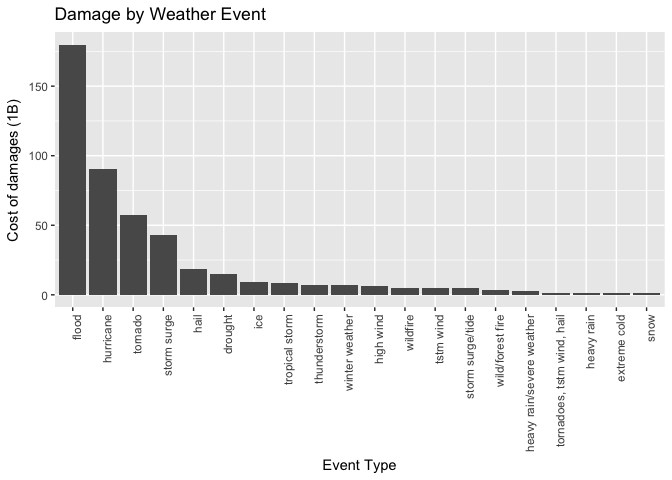 Damage by Weather Event
Cost of damages (1B)
150
100
50
0
flood
hurricane
tornado
storm surge
hail
drought
ice
tropical storm
thunderstorm
winter weather
high wind
wildfire
tstm wind
storm surge/tide
wild/forest fire
heavy rain/severe weather
tornadoes, tstm wind, hail
heavy rain
extreme cold
snow
Event Type